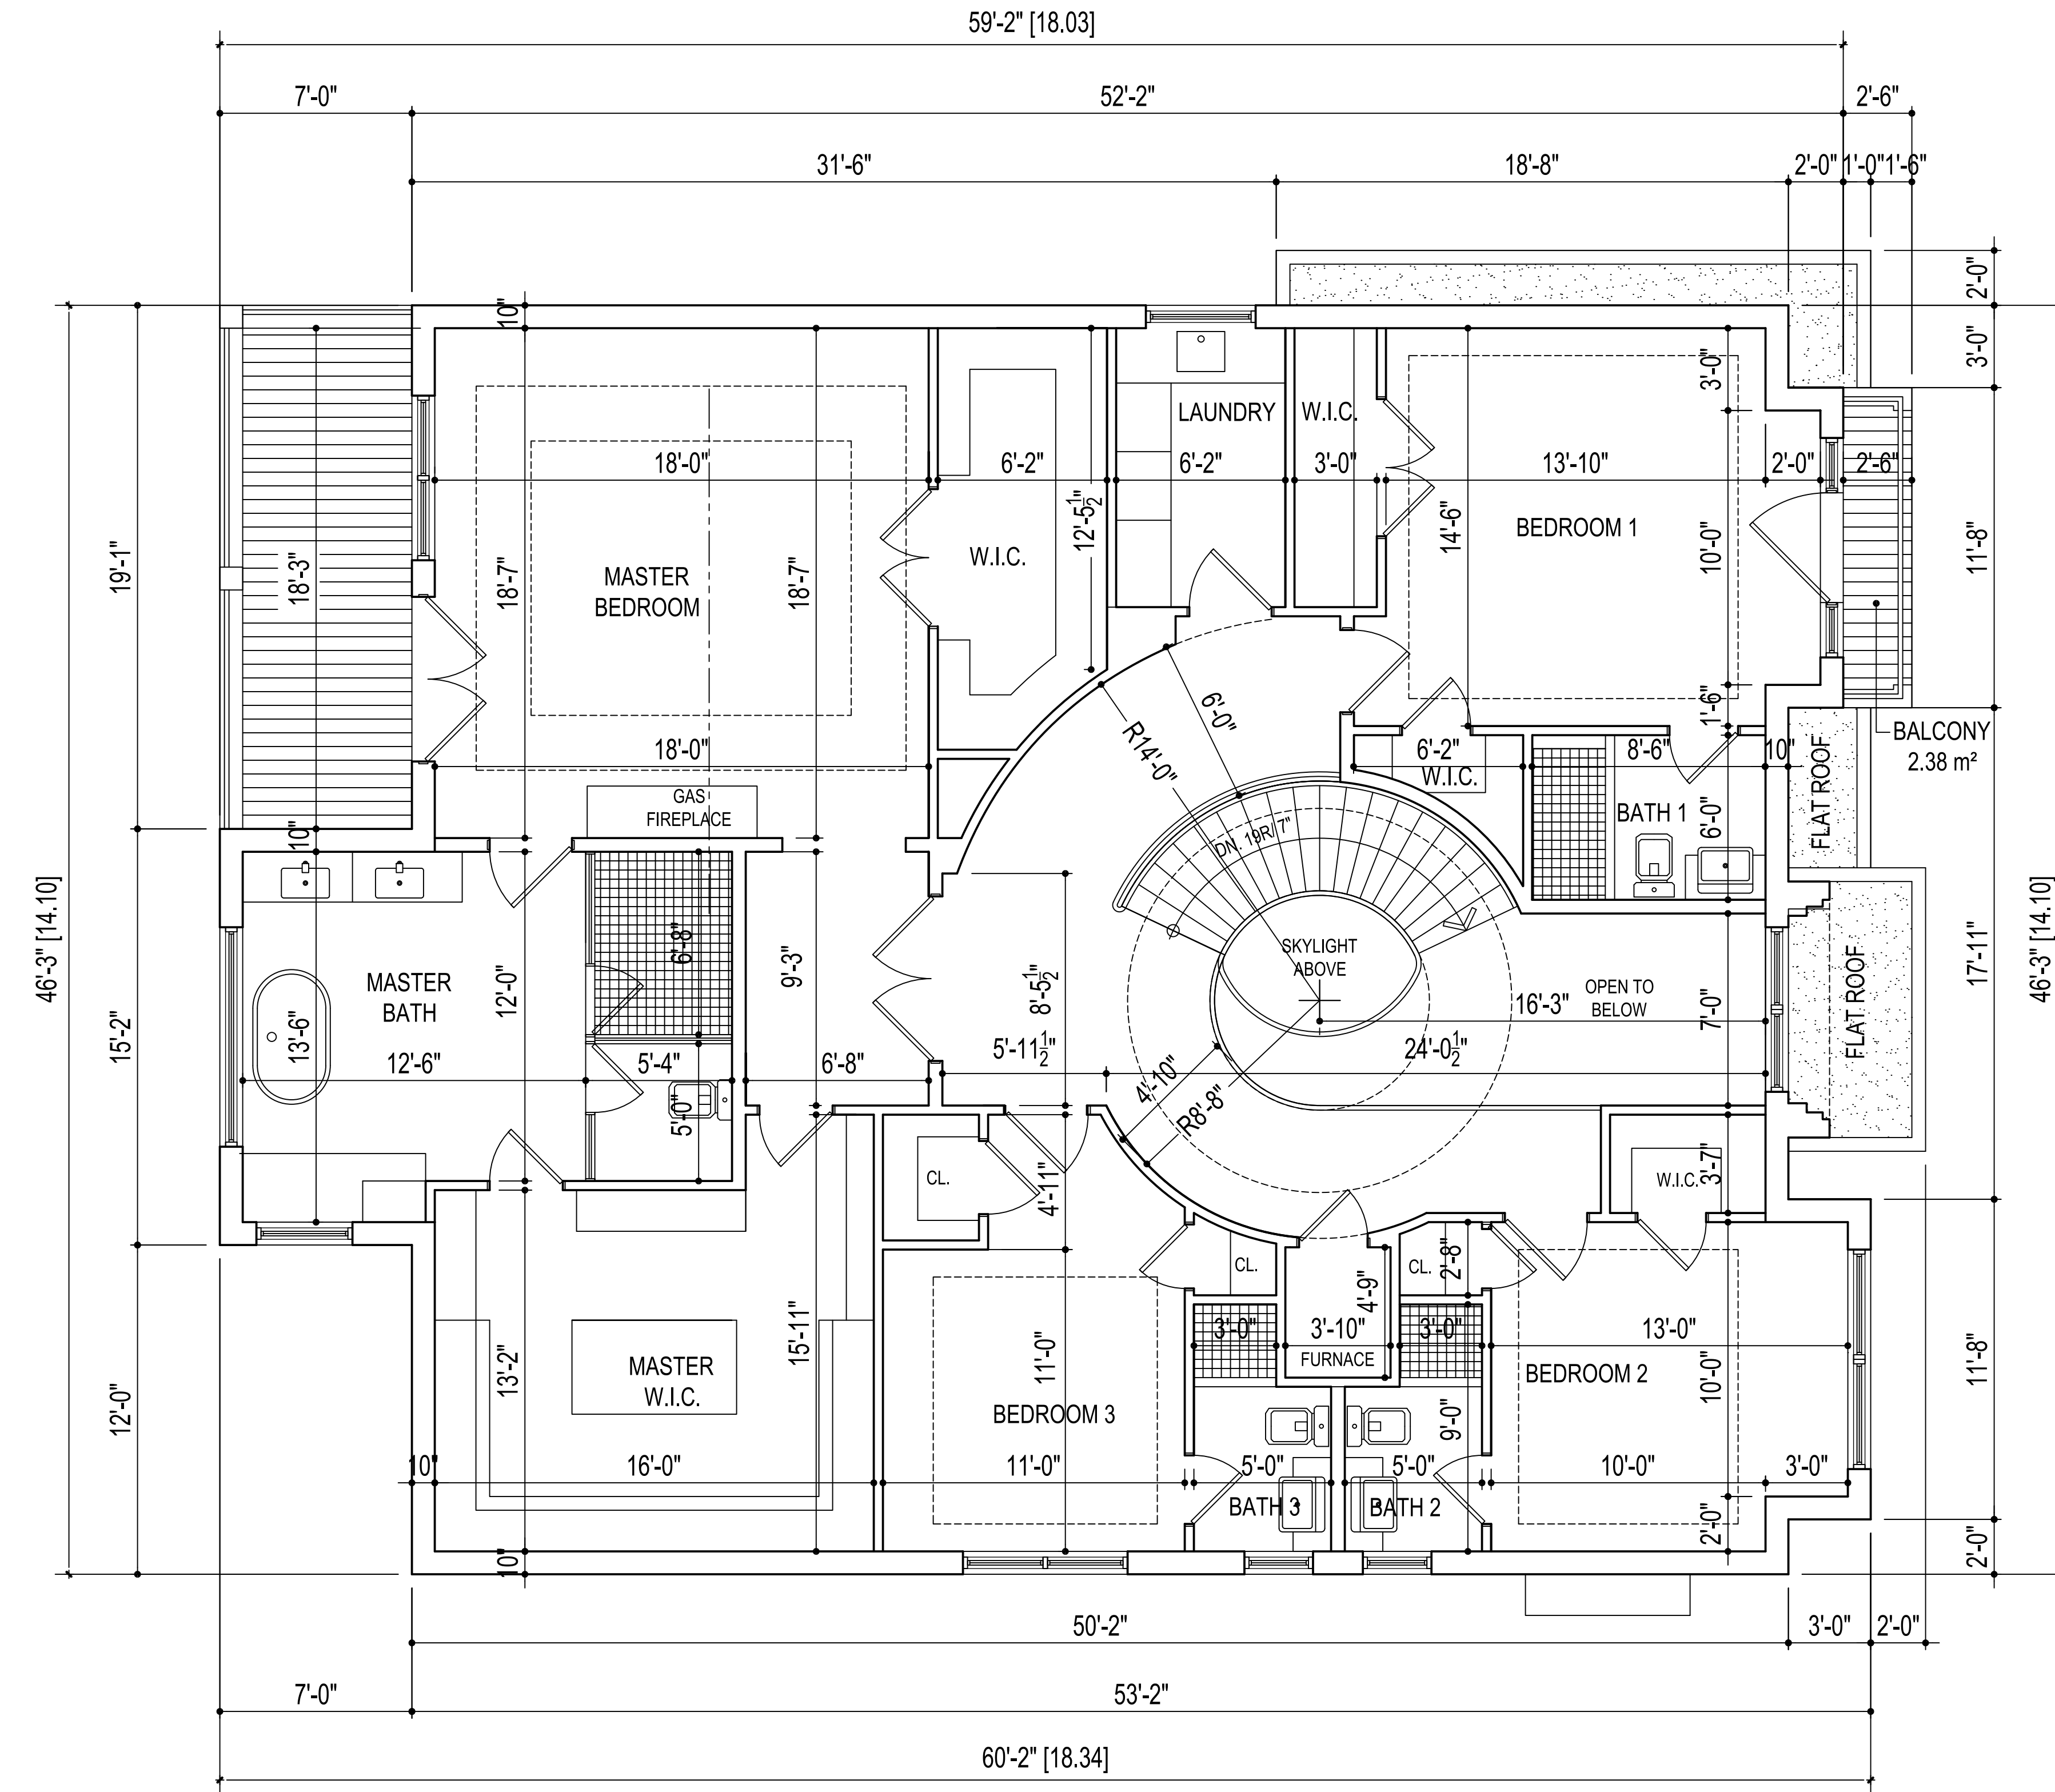 59'-2" [18.03]
7'-0"
52'-2"
2'-6"
31'-6"
18'-8"
2'-0"
1'-0"
1'-6"
2'-0"
10"
3'-0"
3'-0"
LAUNDRY
W.I.C.
18'-0"
6'-2"
6'-2"
3'-0"
13'-10"
2'-0"
2'-6"
12'-5 1/2"
14'-6"
BEDROOM 1
10'-0"
11'-8"
19'-1"
18'-3"
18'-7"
MASTER
BEDROOM
18'-7"
W.I.C.
6'-0"
R14'-0"
1'-6"
BALCONY
2.38 m²
18'-0"
6'-2"
W.I.C.
8'-6"
10"
FLAT ROOF
GAS
FIREPLACE
10"
DN. 19R/ 7"
BATH 1
6'-0"
46'-3" [14.10]
15'-2"
MASTER
BATH
13'-6"
12'-0"
6'-8"
9'-3"
8'-5 1/2"
SKYLIGHT
ABOVE
16'-3"
OPEN TO
BELOW
7'-0"
FLAT ROOF
17'-11"
46'-3" [14.10]
12'-6"
5'-4"
6'-8"
5'-11 1/2"
24'-0 1/2"
5'-0"
4'-10"
R8'-8"
CL.
4'-11"
W.I.C.
3'-7"
CL.
4'-9"
CL.
2'-8"
12'-0"
13'-2"
MASTER
W.I.C.
15'-11"
11'-0"
3'-0"
3'-10"
3'-0"
13'-0"
FURNACE
BEDROOM 2
10'-0"
11'-8"
BEDROOM 3
9'-0"
10"
16'-0"
11'-0"
5'-0"
5'-0"
10'-0"
3'-0"
BATH 3
BATH 2
2'-0"
10"
2'-0"
50'-2"
3'-0"
2'-0"
7'-0"
53'-2"
60'-2" [18.34]